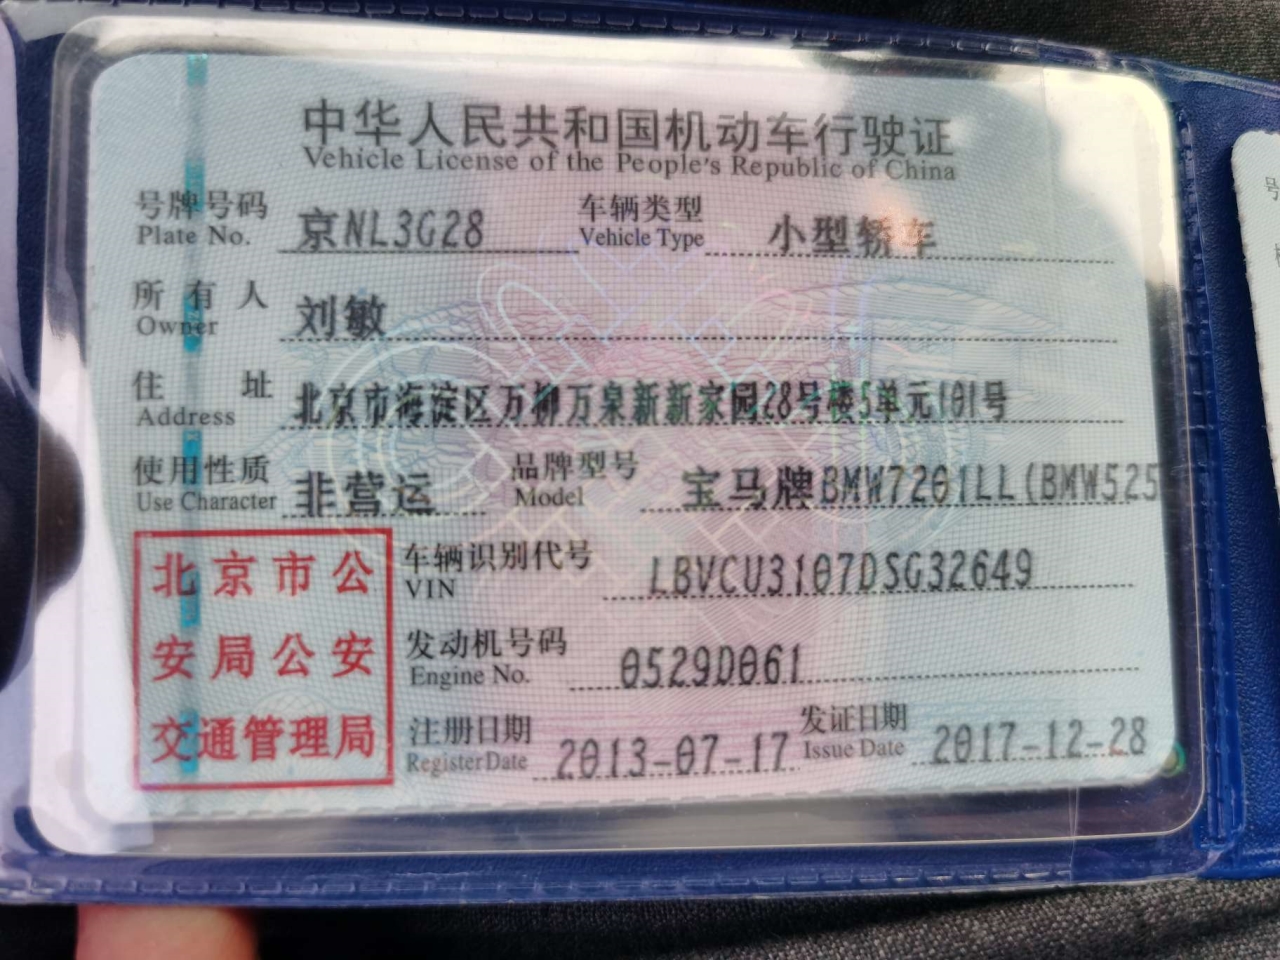 中华人民共和国机动车行驶证
Vehicle License of the People's Republic of China
号牌号码 京NL3G28 车辆类型 小型轿车
Plate No. Vehicle Type
所有人 刘敏
Owner
住址 北京市海淀区万柳万泉新新家园28号楼5单元101号
Address
使用性质 非营运 品牌型号 宝马牌BMW7201LL(BMW525
Use Character Model
车辆识别代号 LBVCU3107DSG32649
VIN
发动机号码 0529D061
Engine No.
注册日期 2013-07-17 发证日期 2017-12-28
Register Date Issue Date
北京市公
安局公安
交通管理局
号